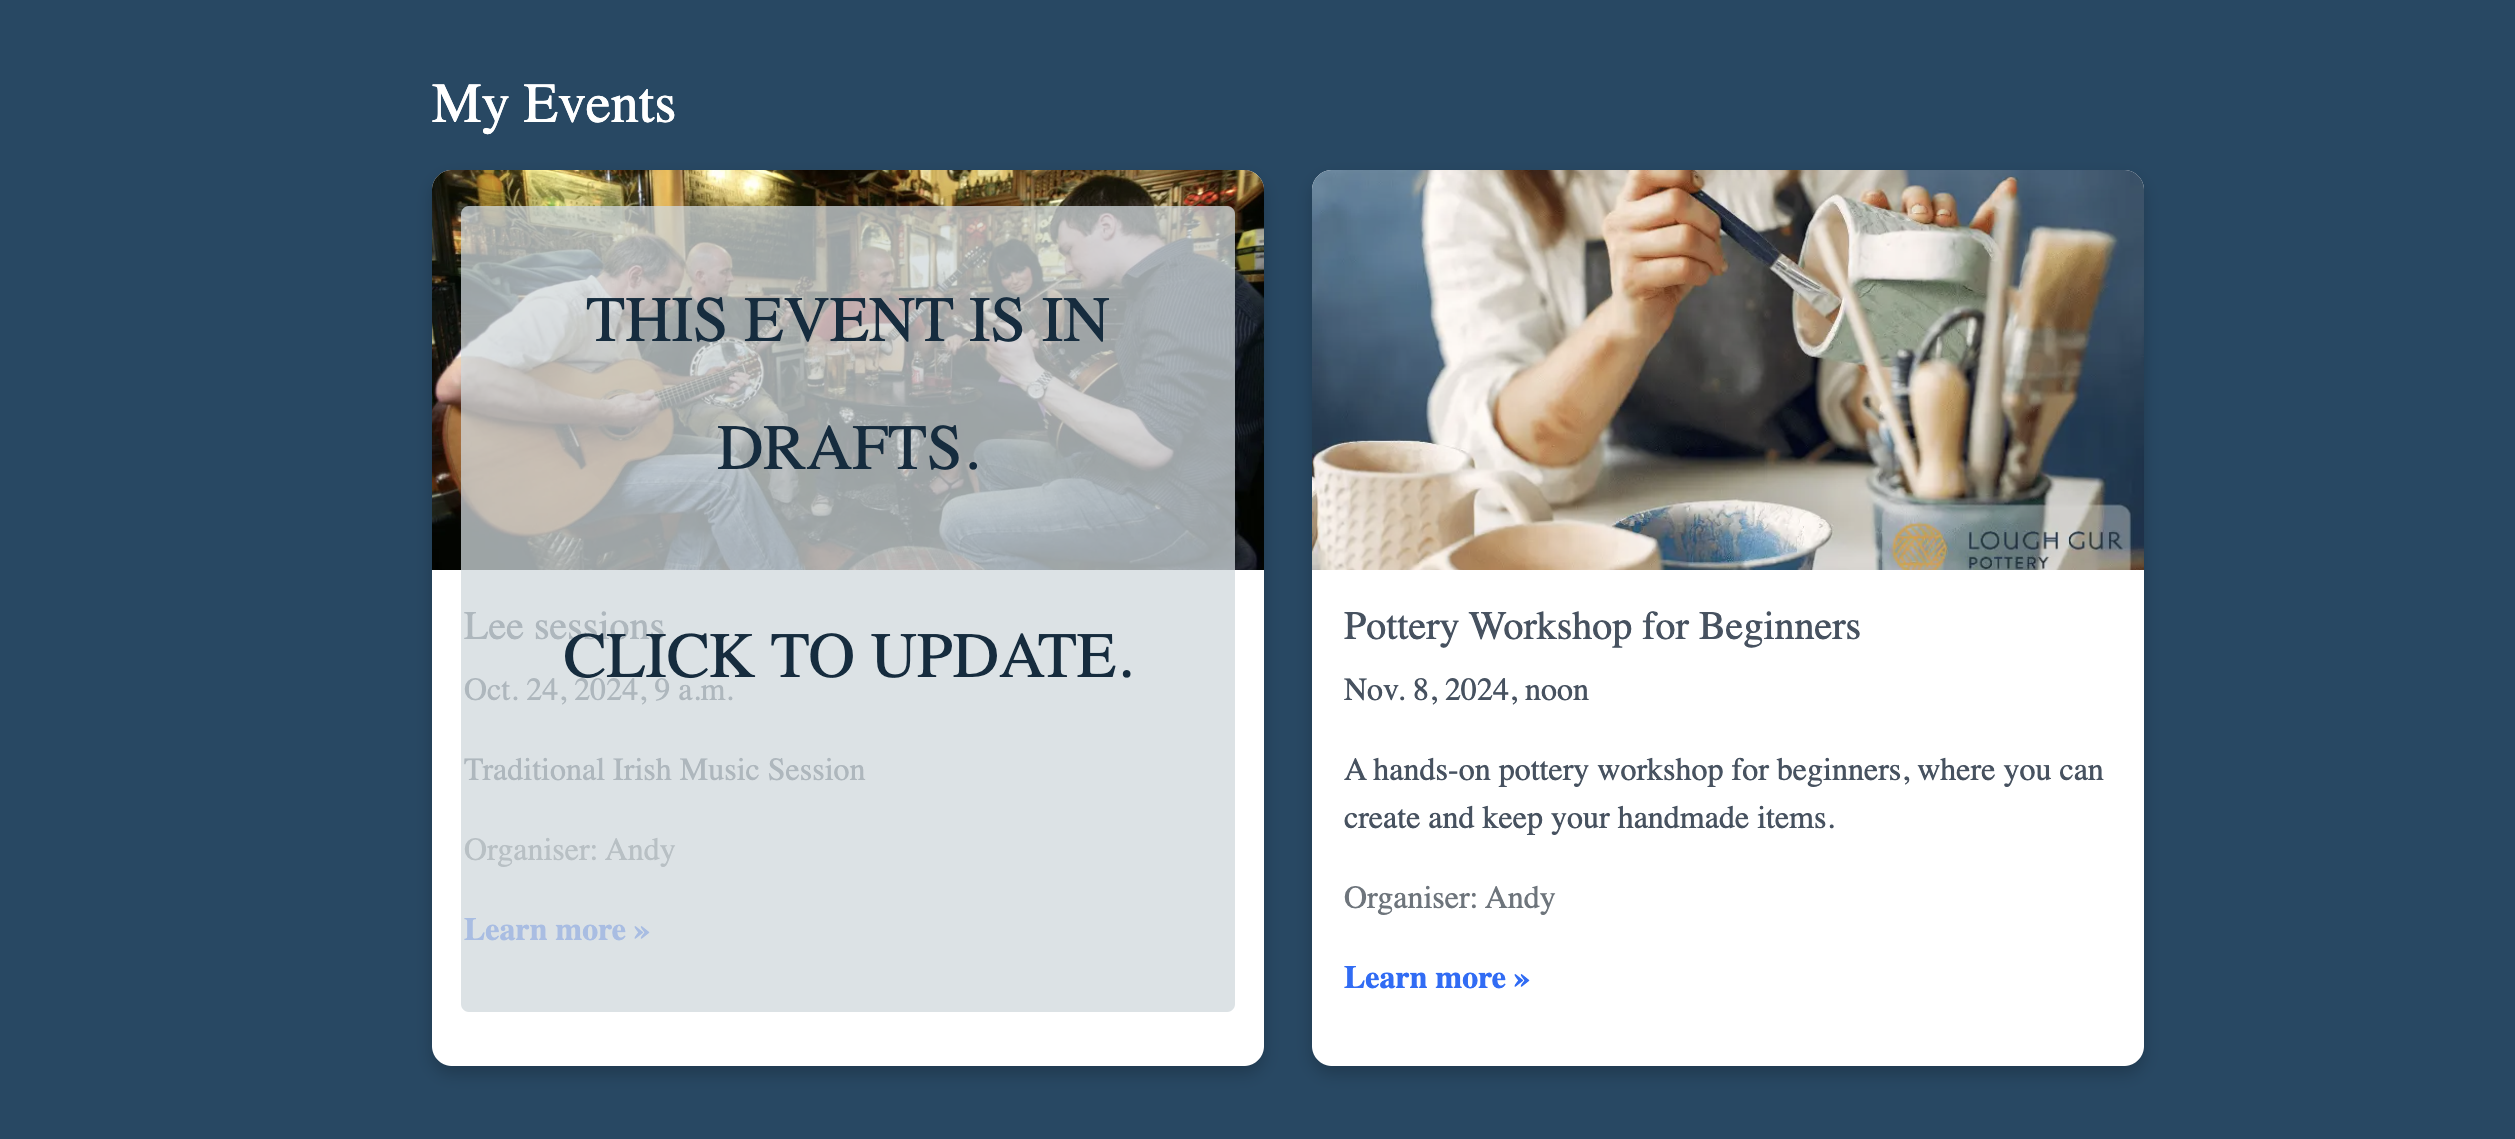 My Events
THIS EVENT IS IN
DRAFTS.
CLICK TO UPDATE.
Lee sessions
Oct. 24, 2024, 9 a.m.
Traditional Irish Music Session
Organiser: Andy
Learn more »
LOUGH GUR
POTTERY
Pottery Workshop for Beginners
Nov. 8, 2024, noon
A hands-on pottery workshop for beginners, where you can
create and keep your handmade items.
Organiser: Andy
Learn more »